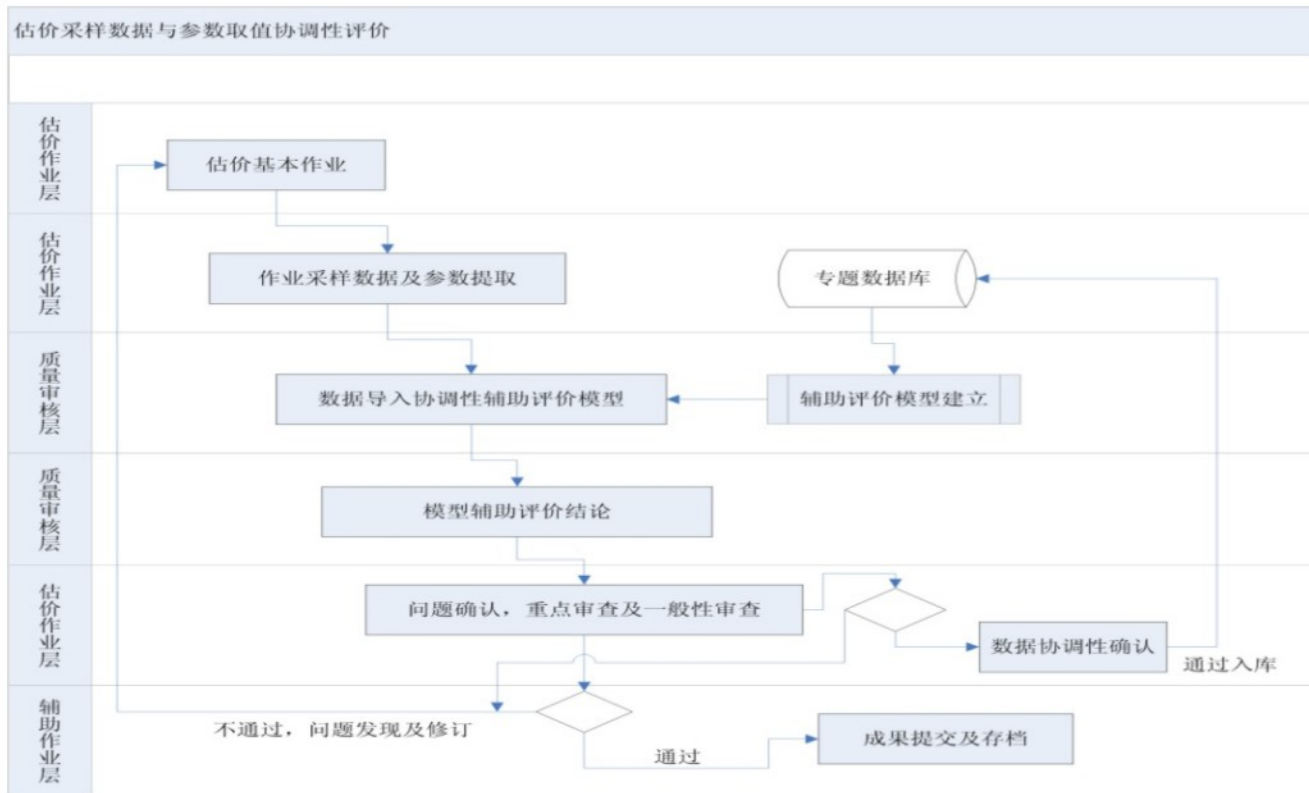 估价采样数据与参数取值协调性评价
估价作业层
估价基本作业
估价作业层
作业采样数据及参数提取
专题数据库
质量审核层
数据导入协调性辅助评价模型
辅助评价模型建立
质量审核层
模型辅助评价结论
估价作业层
问题确认，重点审查及一般性审查
数据协调性确认
通过入库
辅助作业层
不通过，问题发现及修订
通过
成果提交及存档